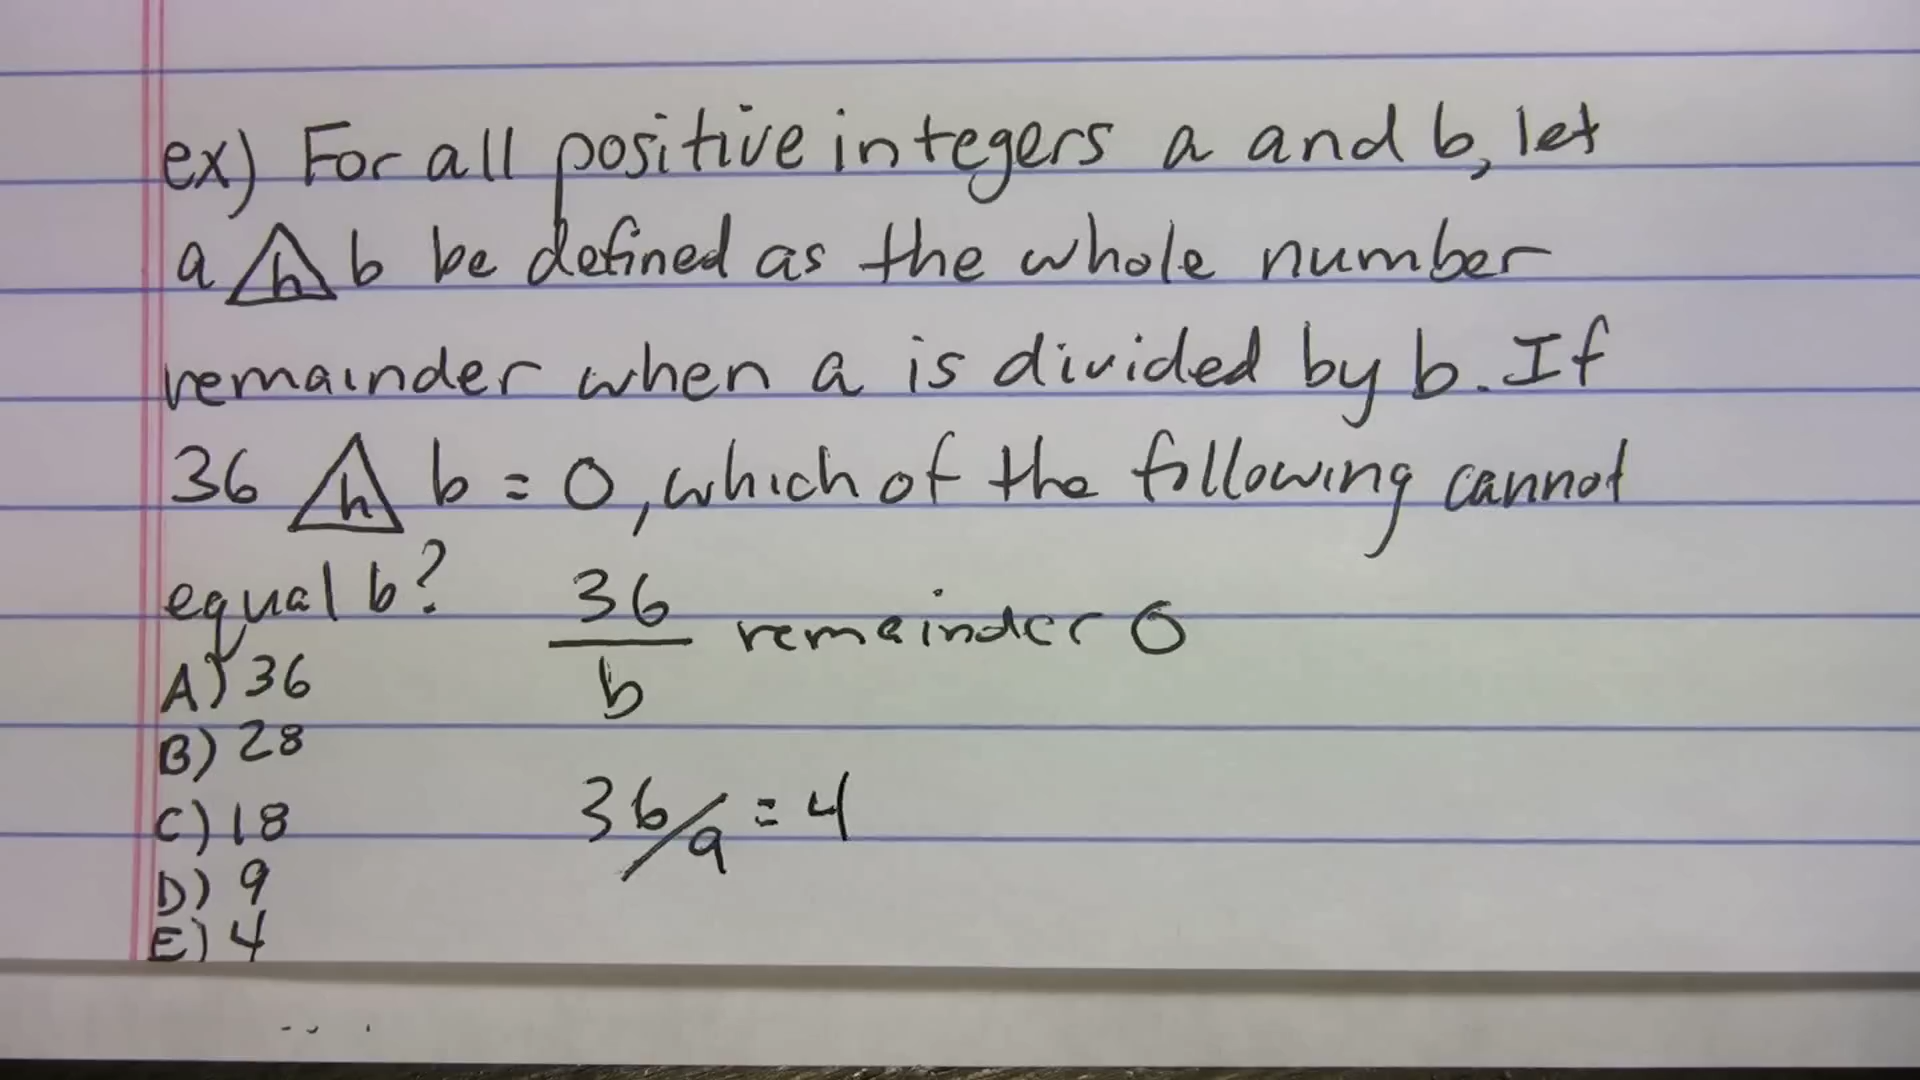 ex) For all positive integers a and b, let
a h b be defined as the whole number
remainder when a is divided by b. If
36 h b = 0, which of the following cannot
equal b?
36
b
remainder 0
A) 36
B) 28
36/9 = 4
C) 18
D) 9
E) 4